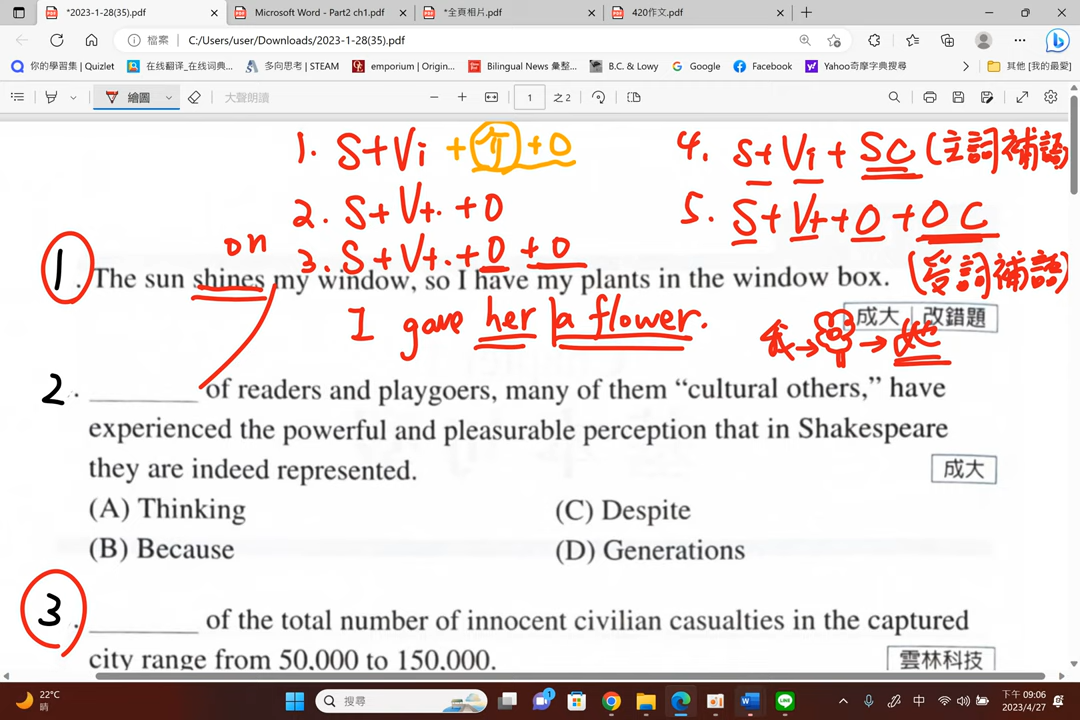 *2023-1-28(35).pdf
Microsoft Word - Part2 ch1.pdf
*全頁相片.pdf
420作文.pdf
檔案
C:/Users/user/Downloads/2023-1-28(35).pdf
你的學習集 | Quizlet
在线翻译_在线词典...
多向思考 | STEAM
emporium | Origin...
Bilingual News 彙整...
B.C. & Lowy
Google
Facebook
Yahoo奇摩字典搜尋
其他 [我的最愛]
繪圖
大聲朗讀
1
之 2
1. S+Vi + 介 + O
4. S+Vi + SC (主詞補語)
2. S+Vt. +O
5. S+Vt+O+OC
(受詞補語)
3. S+Vt.+O+O
on
1. The sun shines my window, so I have my plants in the window box.
成大 改錯題
I gave her a flower.
我→ →她
2. ________ of readers and playgoers, many of them “cultural others,” have
experienced the powerful and pleasurable perception that in Shakespeare
they are indeed represented.
成大
(A) Thinking
(C) Despite
(B) Because
(D) Generations
3. ________ of the total number of innocent civilian casualties in the captured
city range from 50,000 to 150,000.
雲林科技
22°C
晴
搜尋
1
中
下午 09:06
2023/4/27